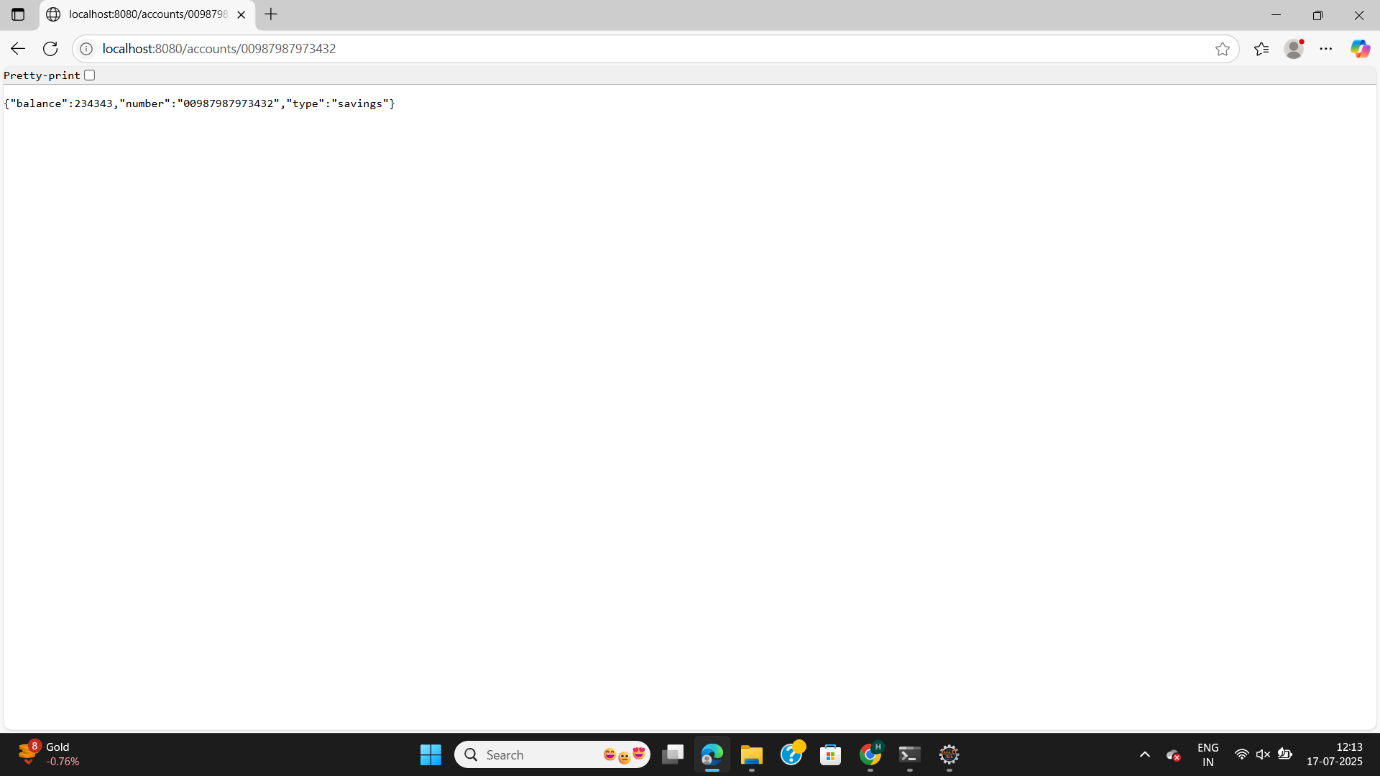 localhost:8080/accounts/0098798
localhost:8080/accounts/00987987973432
Pretty-print
{"balance":234343,"number":"00987987973432","type":"savings"}
8
Gold
-0.76%
Search
H
ENG
IN
12:13
17-07-2025